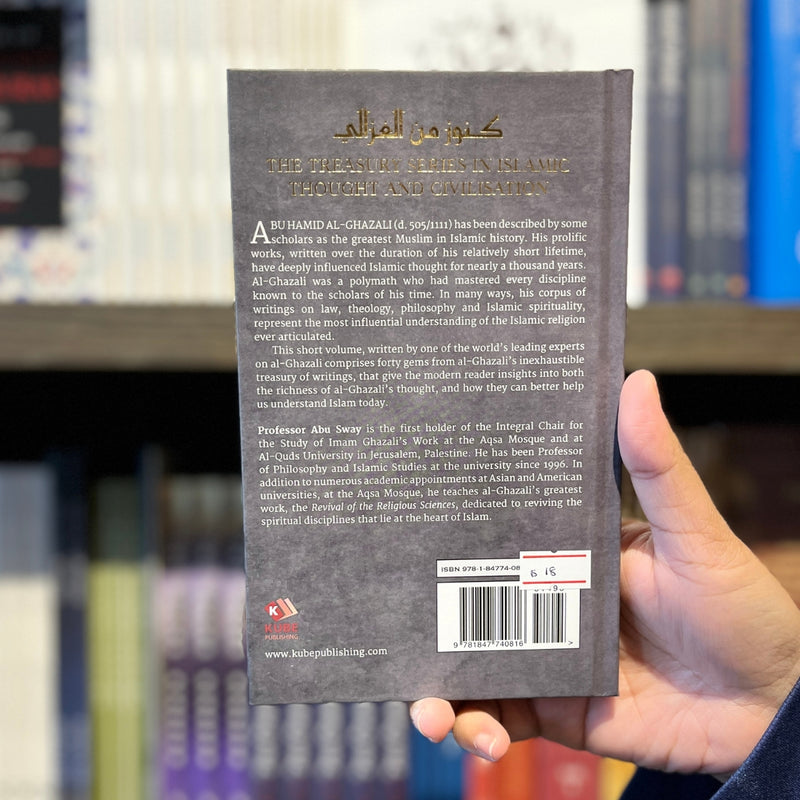 كنوز من الغزالي
THE TREASURY SERIES IN ISLAMIC
THOUGHT AND CIVILISATION
ABU HAMID AL-GHAZALI (d. 505/1111) has been described by some
scholars as the greatest Muslim in Islamic history. His prolific
works, written over the duration of his relatively short lifetime,
have deeply influenced Islamic thought for nearly a thousand years.
Al-Ghazali was a polymath who had mastered every discipline
known to the scholars of his time. In many ways, his corpus of
writings on law, theology, philosophy and Islamic spirituality,
represent the most influential understanding of the Islamic religion
ever articulated.
This short volume, written by one of the world's leading experts
on al-Ghazali comprises forty gems from al-Ghazali's inexhaustible
treasury of writings, that give the modern reader insights into both
the richness of al-Ghazali's thought, and how they can better help
us understand Islam today.
Professor Abu Sway is the first holder of the Integral Chair for
the Study of Imam Ghazali's Work at the Aqsa Mosque and at
Al-Quds University in Jerusalem, Palestine. He has been Professor
of Philosophy and Islamic Studies at the university since 1996. In
addition to numerous academic appointments at Asian and American
universities, at the Aqsa Mosque, he teaches al-Ghazali's greatest
work, the Revival of the Religious Sciences, dedicated to reviving the
spiritual disciplines that lie at the heart of Islam.
ISBN 978-1-84774-08
18
9 781847 740816 >
K
KUBE
PUBLISHING
www.kubepublishing.com